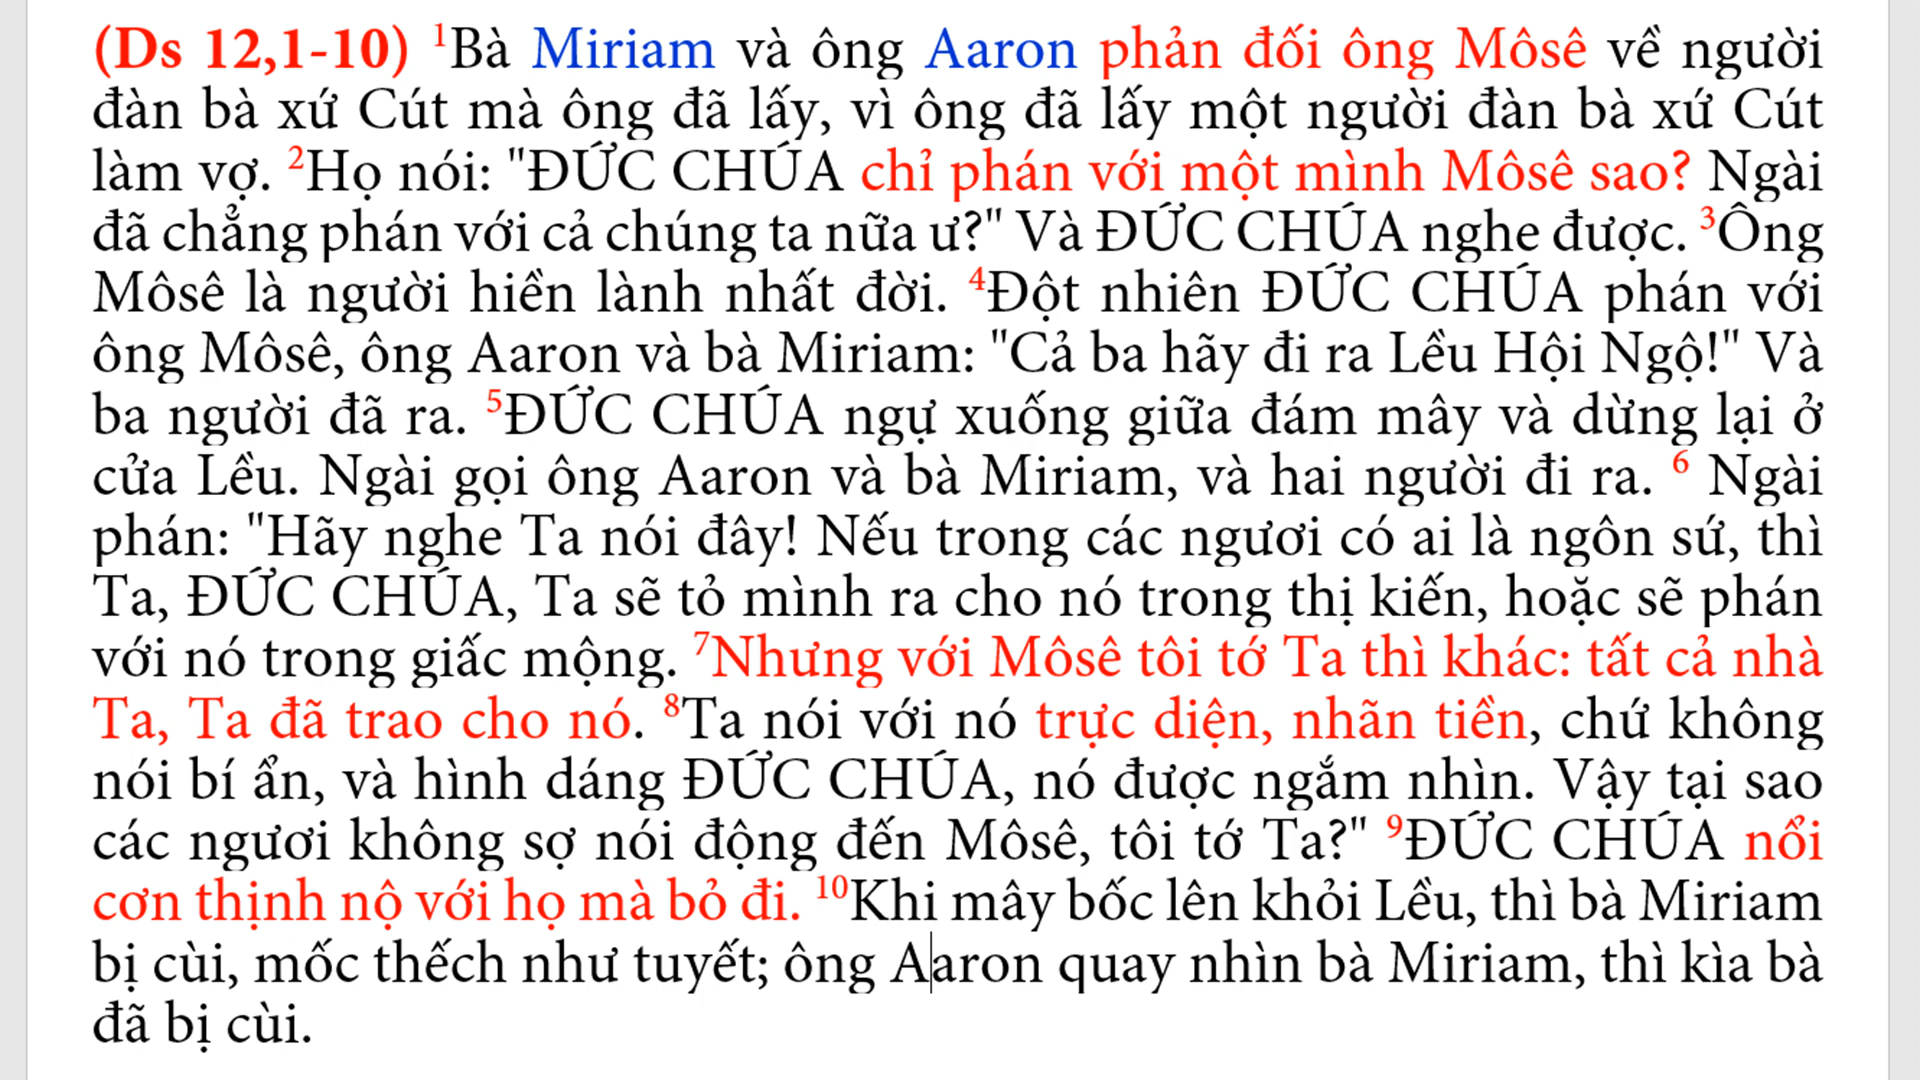 (Ds 12,1-10) ¹Bà Miriam và ông Aaron phản đối ông Môsê về người
đàn bà xứ Cút mà ông đã lấy, vì ông đã lấy một người đàn bà xứ Cút
làm vợ. ²Họ nói: "ĐỨC CHÚA chỉ phán với một mình Môsê sao? Ngài
đã chẳng phán với cả chúng ta nữa ư?" Và ĐỨC CHÚA nghe được. ³Ông
Môsê là người hiền lành nhất đời. ⁴Đột nhiên ĐỨC CHÚA phán với
ông Môsê, ông Aaron và bà Miriam: "Cả ba hãy đi ra Lều Hội Ngộ!" Và
ba người đã ra. ⁵ĐỨC CHÚA ngự xuống giữa đám mây và dừng lại ở
cửa Lều. Ngài gọi ông Aaron và bà Miriam, và hai người đi ra. ⁶ Ngài
phán: "Hãy nghe Ta nói đây! Nếu trong các ngươi có ai là ngôn sứ, thì
Ta, ĐỨC CHÚA, Ta sẽ tỏ mình ra cho nó trong thị kiến, hoặc sẽ phán
với nó trong giấc mộng. ⁷Nhưng với Môsê tôi tớ Ta thì khác: tất cả nhà
Ta, Ta đã trao cho nó. ⁸Ta nói với nó trực diện, nhãn tiền, chứ không
nói bí ẩn, và hình dáng ĐỨC CHÚA, nó được ngắm nhìn. Vậy tại sao
các ngươi không sợ nói động đến Môsê, tôi tớ Ta?" ⁹ĐỨC CHÚA nổi
cơn thịnh nộ với họ mà bỏ đi. ¹⁰Khi mây bốc lên khỏi Lều, thì bà Miriam
bị cùi, mốc thếch như tuyết; ông Aaron quay nhìn bà Miriam, thì kìa bà
đã bị cùi.